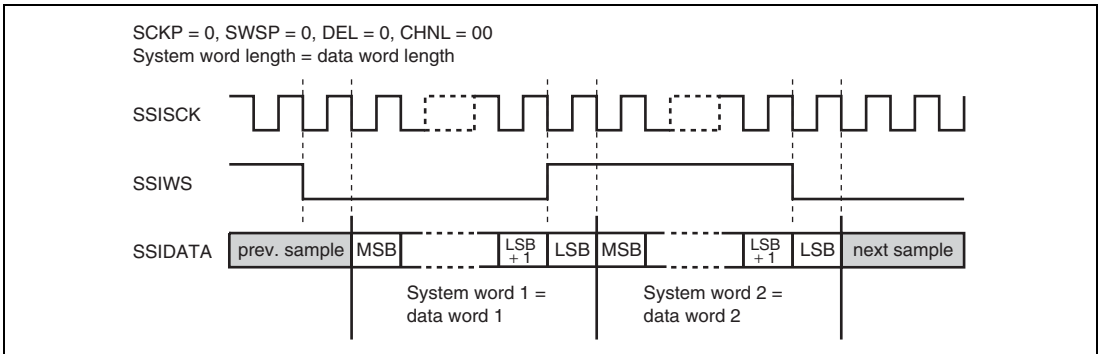 SCKP = 0, SWSP = 0, DEL = 0, CHNL = 00
System word length = data word length
SSISCK
SSIWS
SSIDATA
prev. sample
MSB
LSB
+ 1
LSB
MSB
LSB
+ 1
LSB
next sample
System word 1 =
data word 1
System word 2 =
data word 2